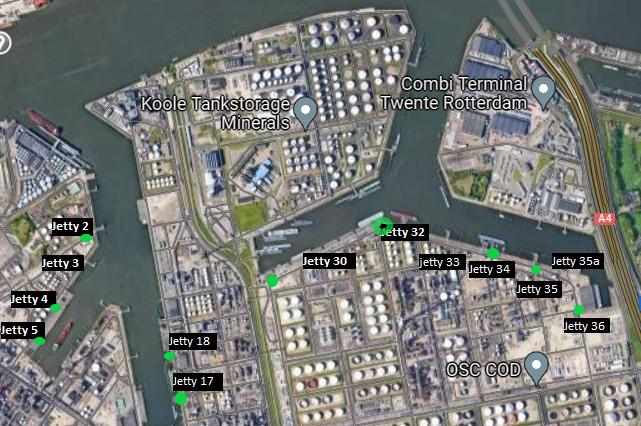 Koole Tankstorage
Minerals
Combi Terminal
Twente Rotterdam
A4
Jetty 2
Jetty 3
Jetty 4
Jetty 5
Jetty 32
Jetty 30
jetty 33
Jetty 34
Jetty 35a
Jetty 35
Jetty 36
Jetty 18
Jetty 17
OSC COD